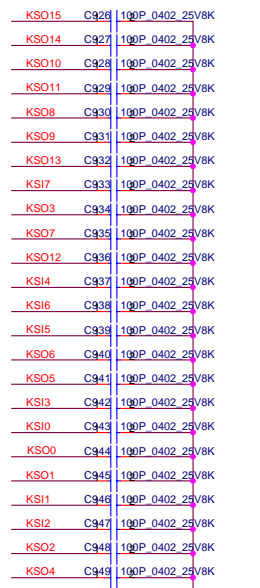 KSO15 C926 100P_0402_25V8K
KSO14 C927 100P_0402_25V8K
KSO10 C928 100P_0402_25V8K
KSO11 C929 100P_0402_25V8K
KSO8 C930 100P_0402_25V8K
KSO9 C931 100P_0402_25V8K
KSO13 C932 100P_0402_25V8K
KSI7 C933 100P_0402_25V8K
KSO3 C934 100P_0402_25V8K
KSO7 C935 100P_0402_25V8K
KSO12 C936 100P_0402_25V8K
KSI4 C937 100P_0402_25V8K
KSI6 C938 100P_0402_25V8K
KSI5 C939 100P_0402_25V8K
KSO6 C940 100P_0402_25V8K
KSO5 C941 100P_0402_25V8K
KSI3 C942 100P_0402_25V8K
KSI0 C943 100P_0402_25V8K
KSO0 C944 100P_0402_25V8K
KSO1 C945 100P_0402_25V8K
KSI1 C946 100P_0402_25V8K
KSI2 C947 100P_0402_25V8K
KSO2 C948 100P_0402_25V8K
KSO4 C949 100P_0402_25V8K